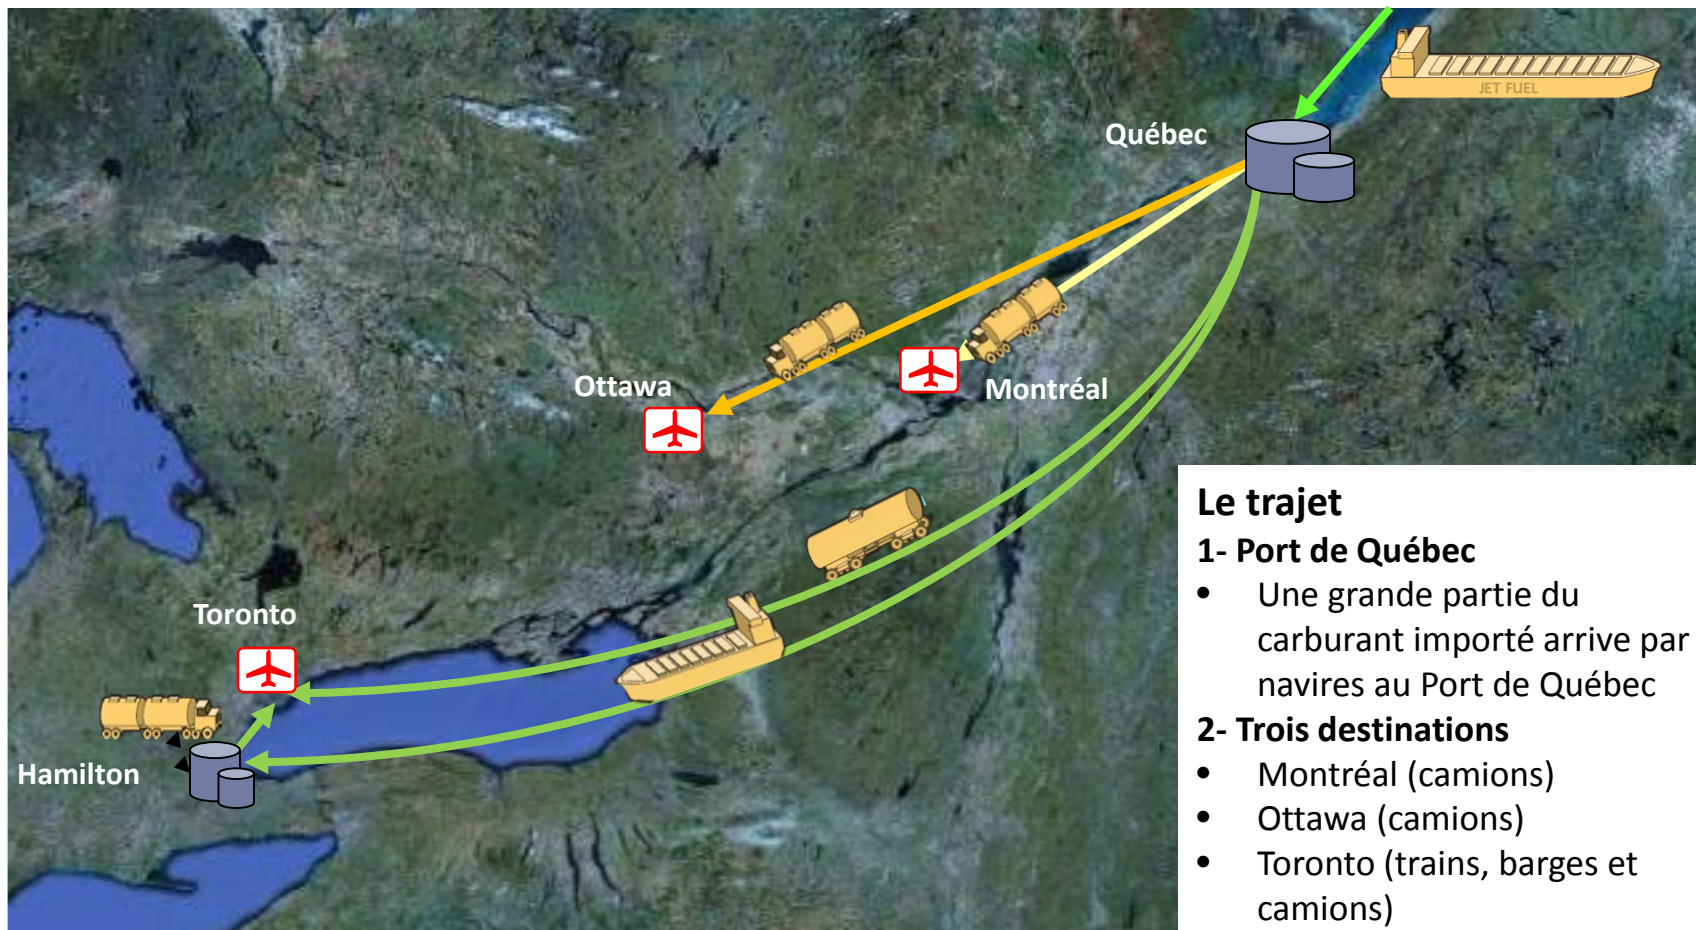 JET FUEL
Québec
Ottawa
Montréal
Toronto
Hamilton
Le trajet
1- Port de Québec
• Une grande partie du
carburant importé arrive par
navires au Port de Québec
2- Trois destinations
• Montréal (camions)
• Ottawa (camions)
• Toronto (trains, barges et
camions)